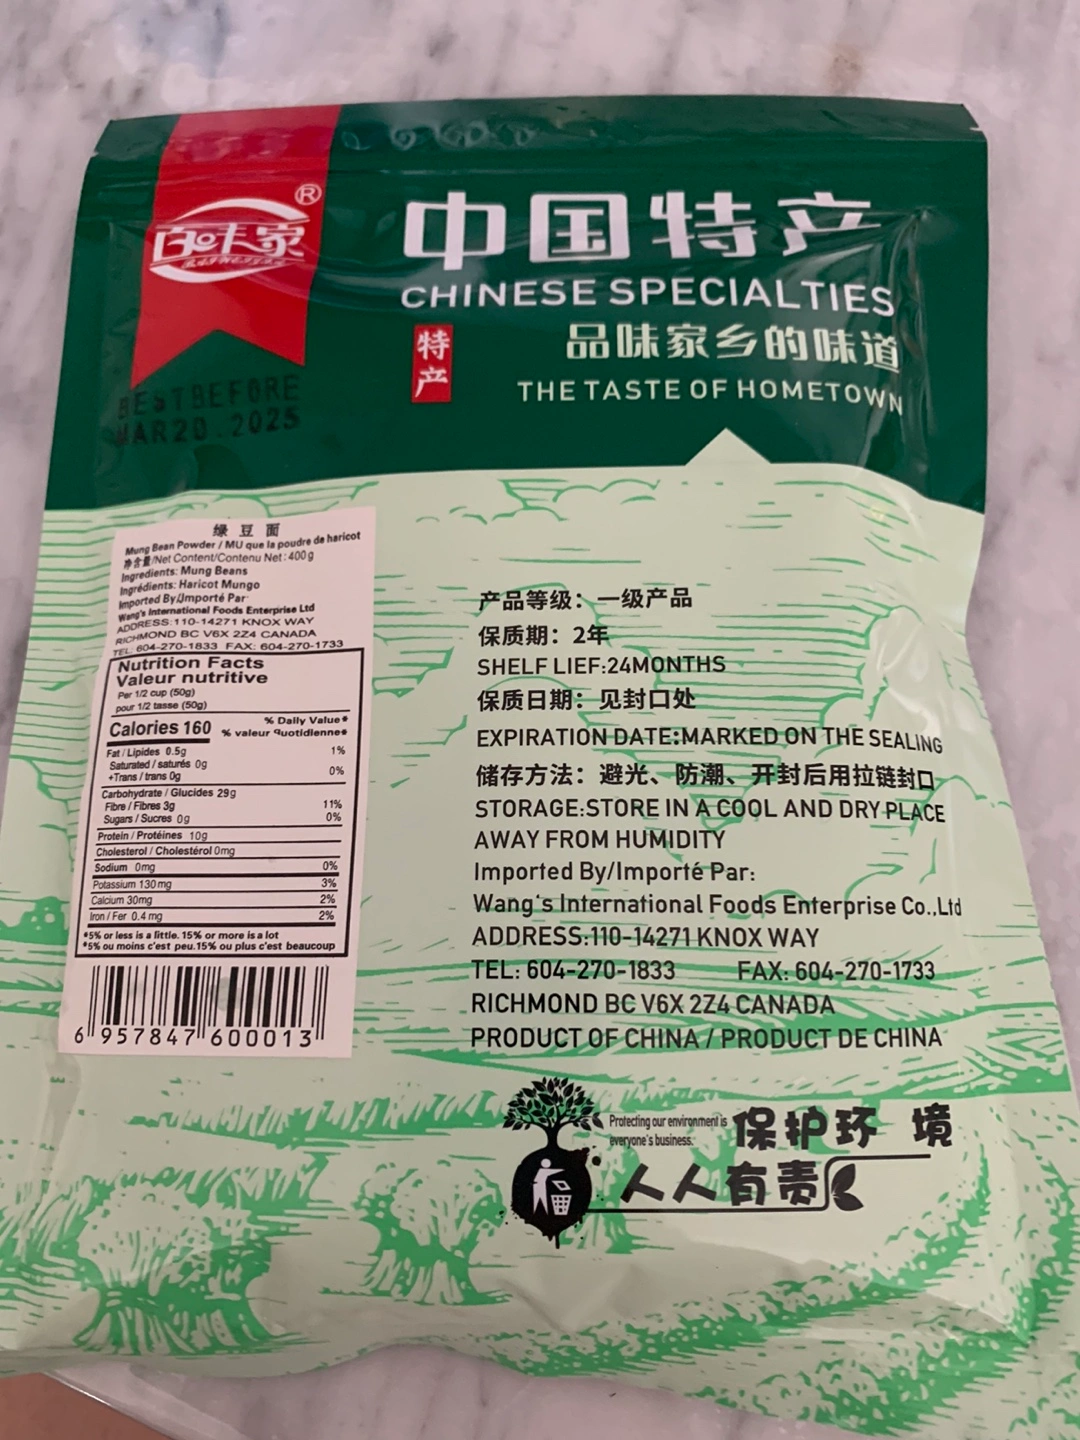 百味家®
BAIWEIJIA
中国特产
CHINESE SPECIALTIES
特产
品味家乡的味道
THE TASTE OF HOMETOWN
BEST BEFORE
MAR20.2025
绿豆面
Mung Bean Powder / MU que la poudre de haricot
净含量/Net Content/Contenu Net: 400g
Ingredients: Mung Beans
Ingrédients: Haricot Mungo
Imported By/Importé Par
Wang's International Foods Enterprise Ltd
ADDRESS:110-14271 KNOX WAY
RICHMOND BC V6X 2Z4 CANADA
TEL: 604-270-1833 FAX: 604-270-1733
Nutrition Facts
Valeur nutritive
Per 1/2 cup (50g)
pour 1/2 tasse (50g)
Calories 160
% Daily Value*
% valeur quotidiennes
Fat / Lipides 0.5g 1%
Saturated / saturés 0g
+Trans / trans 0g 0%
Carbohydrate / Glucides 29g
Fibre / Fibres 3g 11%
Sugars / Sucres 0g 0%
Protein / Protéines 10g
Cholesterol / Cholestérol 0mg
Sodium 0mg 0%
Potassium 130mg 3%
Calcium 30mg 2%
Iron / Fer 0.4 mg 2%
*5% or less is a little. 15% or more is a lot
*5% ou moins c'est peu.15% ou plus c'est beaucoup
6 957847 600013
产品等级：一级产品
保质期：2年
SHELF LIEF:24MONTHS
保质日期：见封口处
EXPIRATION DATE:MARKED ON THE SEALING
储存方法：避光、防潮、开封后用拉链封口
STORAGE:STORE IN A COOL AND DRY PLACE
AWAY FROM HUMIDITY
Imported By/Importé Par:
Wang's International Foods Enterprise Co.,Ltd
ADDRESS:110-14271 KNOX WAY
TEL: 604-270-1833 FAX: 604-270-1733
RICHMOND BC V6X 2Z4 CANADA
PRODUCT OF CHINA / PRODUCT DE CHINA
Protecting our environment is
everyone's business.
保护环境
人人有责